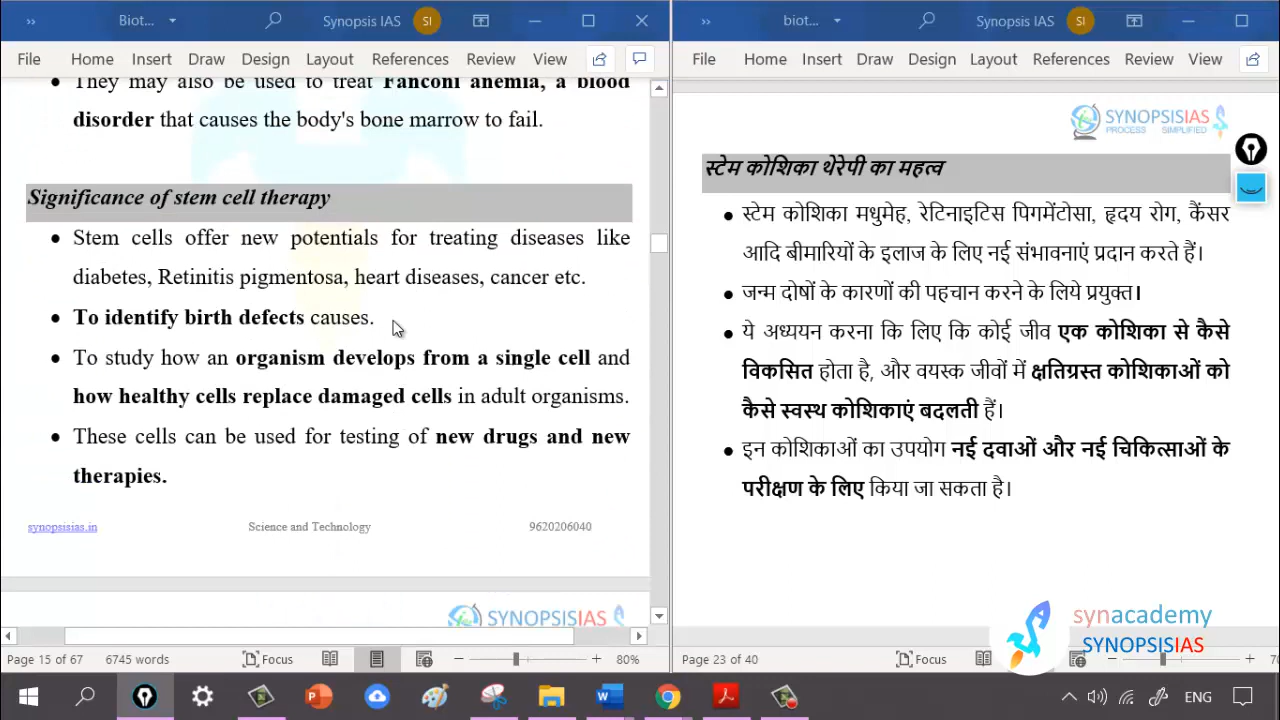 Biot...
Synopsis IAS
SI
File Home Insert Draw Design Layout References Review View
They may also be used to treat Fanconi anemia, a blood
disorder that causes the body's bone marrow to fail.
Significance of stem cell therapy
Stem cells offer new potentials for treating diseases like
diabetes, Retinitis pigmentosa, heart diseases, cancer etc.
To identify birth defects causes.
To study how an organism develops from a single cell and
how healthy cells replace damaged cells in adult organisms.
These cells can be used for testing of new drugs and new
therapies.
synopsisias.in Science and Technology 9620206040
SYNOPSISIAS
Page 15 of 67 6745 words Focus 80%
biot...
Synopsis IAS
SI
File Home Insert Draw Design Layout References Review View
SYNOPSISIAS
PROCESS SIMPLIFIED
स्टेम कोशिका थेरेपी का महत्व
स्टेम कोशिका मधुमेह, रेटिनाइटिस पिगमेंटोसा, हृदय रोग, कैंसर
आदि बीमारियों के इलाज के लिए नई संभावनाएं प्रदान करते हैं।
जन्म दोषों के कारणों की पहचान करने के लिये प्रयुक्त।
ये अध्ययन करना कि लिए कि कोई जीव एक कोशिका से कैसे
विकसित होता है, और वयस्क जीवों में क्षतिग्रस्त कोशिकाओं को
कैसे स्वस्थ कोशिकाएं बदलती हैं।
इन कोशिकाओं का उपयोग नई दवाओं और नई चिकित्साओं के
परीक्षण के लिए किया जा सकता है।
synacademy
SYNOPSISIAS
Page 23 of 40 Focus
ENG